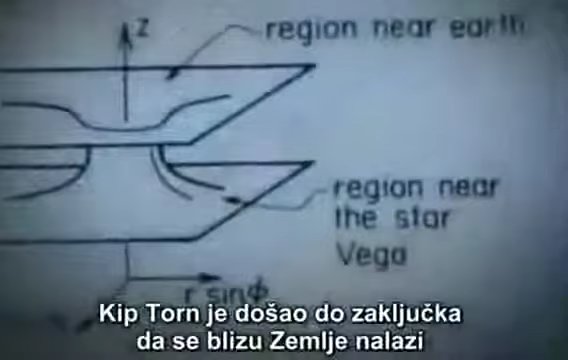 z
region near earth
region near
the star
Vega
r sinϕ
Kip Torn je došao do zaključka
da se blizu Zemlje nalazi